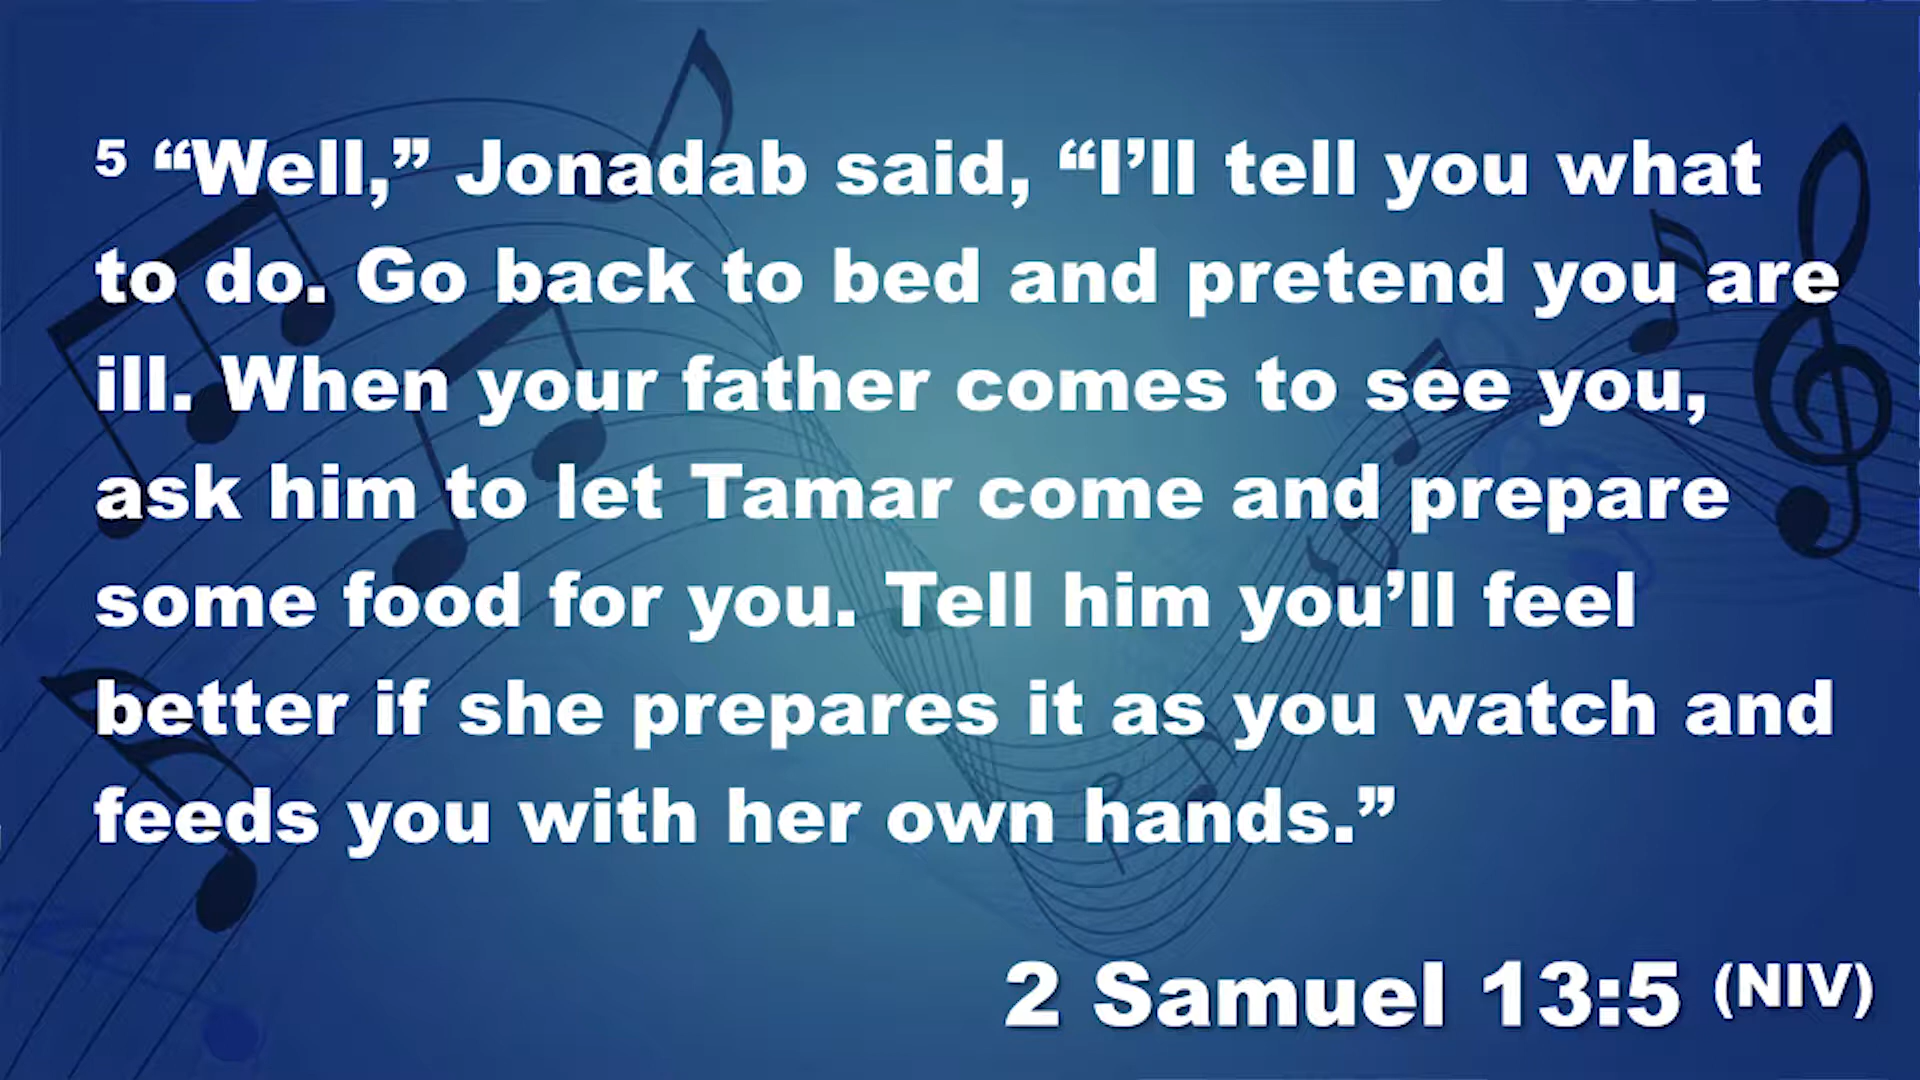 5 “Well,” Jonadab said, “I’ll tell you what
to do. Go back to bed and pretend you are
ill. When your father comes to see you,
ask him to let Tamar come and prepare
some food for you. Tell him you’ll feel
better if she prepares it as you watch and
feeds you with her own hands.”
2 Samuel 13:5 (NIV)